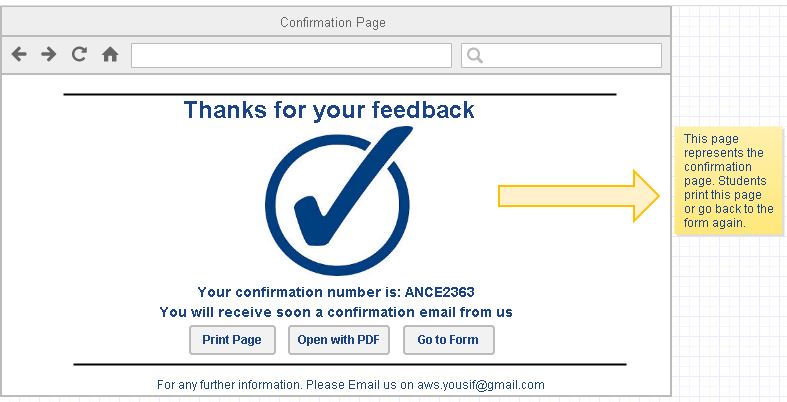 Confirmation Page
Thanks for your feedback
Your confirmation number is: ANCE2363
You will receive soon a confirmation email from us
Print Page
Open with PDF
Go to Form
For any further information. Please Email us on aws.yousif@gmail.com
This page
represents the
confirmation
page. Students
print this page
or go back to the
form again.